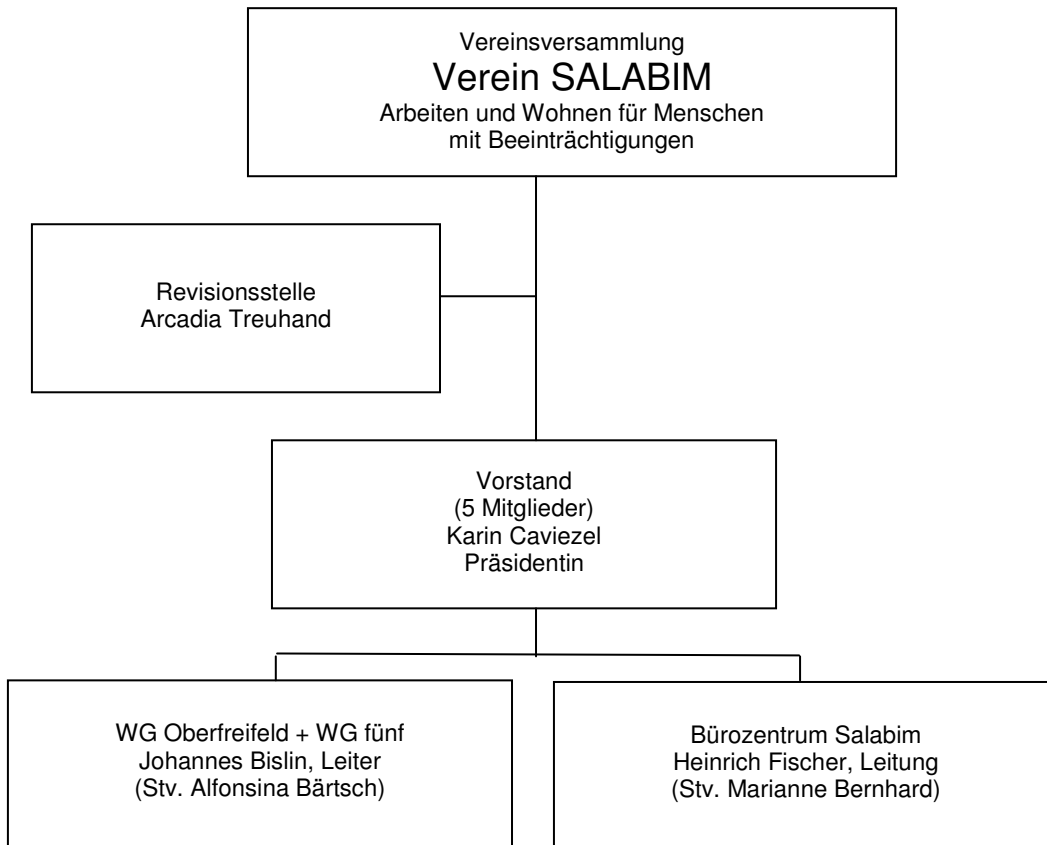 Vereinsversammlung
Verein SALABIM
Arbeiten und Wohnen für Menschen
mit Beeinträchtigungen
Revisionsstelle
Arcadia Treuhand
Vorstand
(5 Mitglieder)
Karin Caviezel
Präsidentin
WG Oberfreifeld + WG fünf
Johannes Bislin, Leiter
(Stv. Alfonsina Bärtsch)
Bürozentrum Salabim
Heinrich Fischer, Leitung
(Stv. Marianne Bernhard)